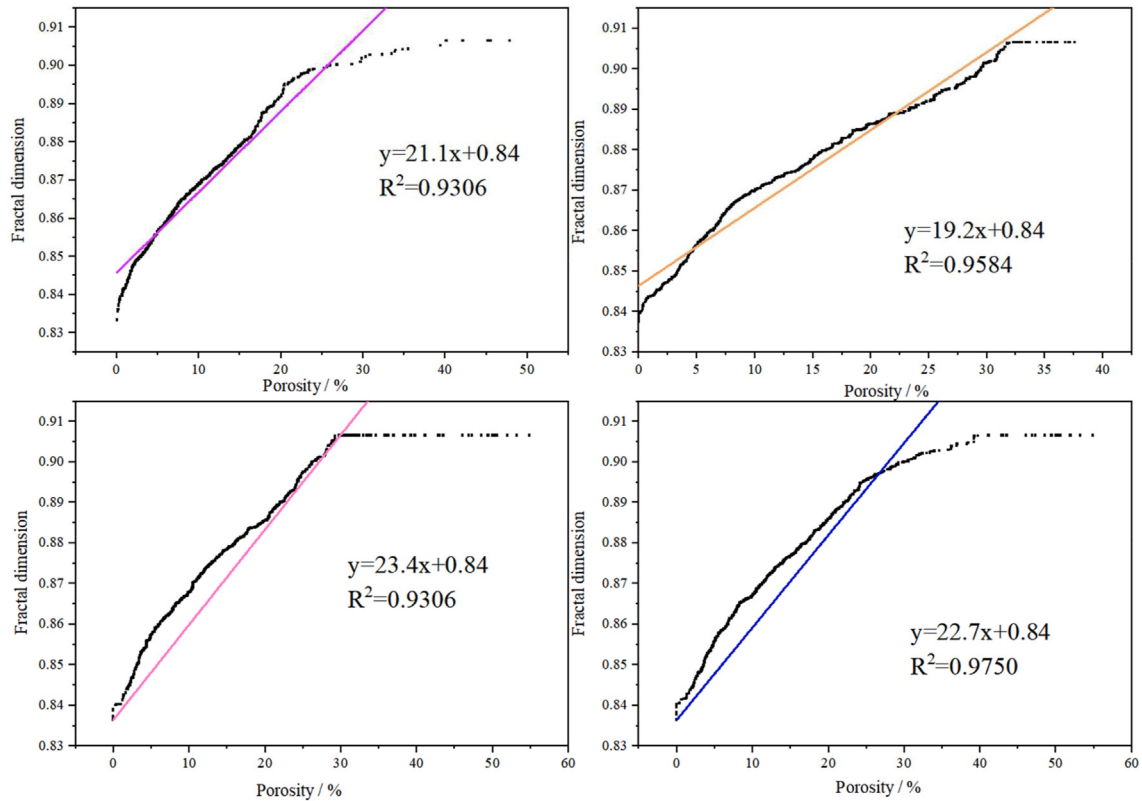 0.91
0.90
0.89
0.88
0.87
0.86
0.85
0.84
0.83
Fractal dimension
y=21.1x+0.84
R²=0.9306
0 10 20 30 40 50
Porosity / %
0.91
0.90
0.89
0.88
0.87
0.86
0.85
0.84
0.83
Fractal dimension
y=19.2x+0.84
R²=0.9584
0 5 10 15 20 25 30 35 40
Porosity / %
0.91
0.90
0.89
0.88
0.87
0.86
0.85
0.84
0.83
Fractal dimension
y=23.4x+0.84
R²=0.9306
0 10 20 30 40 50 60
Porosity / %
0.91
0.90
0.89
0.88
0.87
0.86
0.85
0.84
0.83
Fractal dimension
y=22.7x+0.84
R²=0.9750
0 10 20 30 40 50 60
Porosity / %